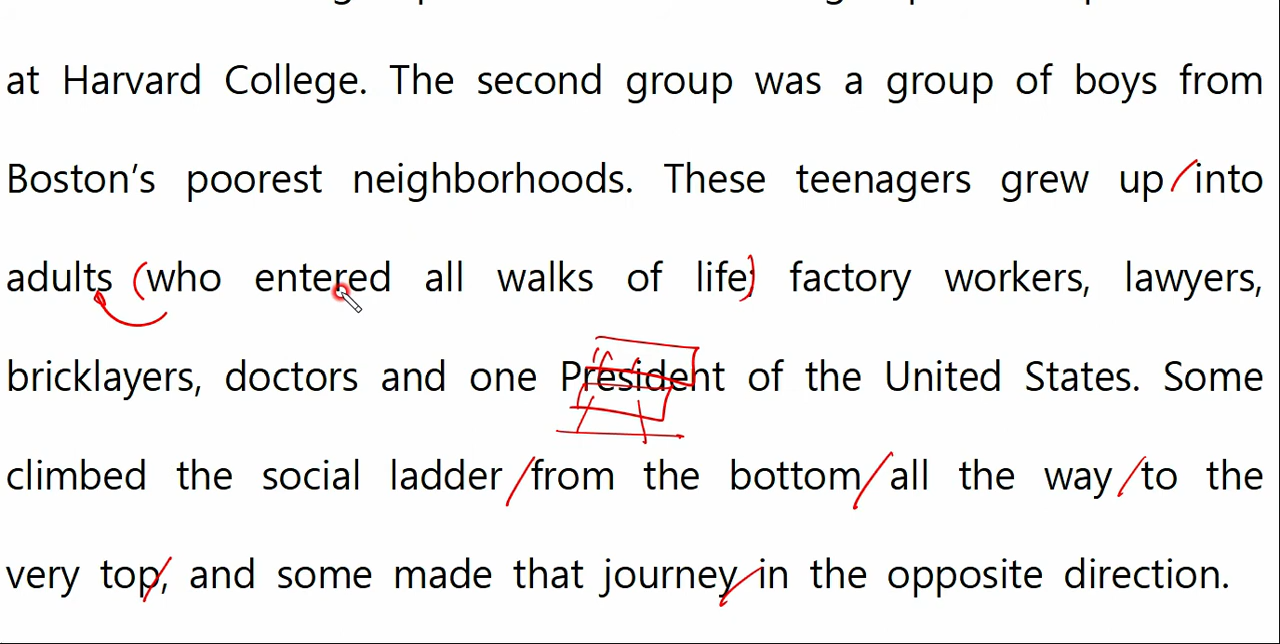 at Harvard College. The second group was a group of boys from
Boston’s poorest neighborhoods. These teenagers grew up into
adults who entered all walks of life; factory workers, lawyers,
bricklayers, doctors and one President of the United States. Some
climbed the social ladder from the bottom all the way to the
very top, and some made that journey in the opposite direction.